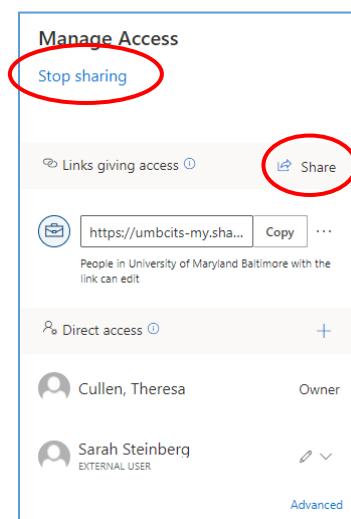 Manage Access
Stop sharing
Links giving access
Share
https://umbcits-my.sha...
Copy
...
People in University of Maryland Baltimore with the
link can edit
Direct access
Cullen, Theresa
Owner
Sarah Steinberg
EXTERNAL USER
Advanced